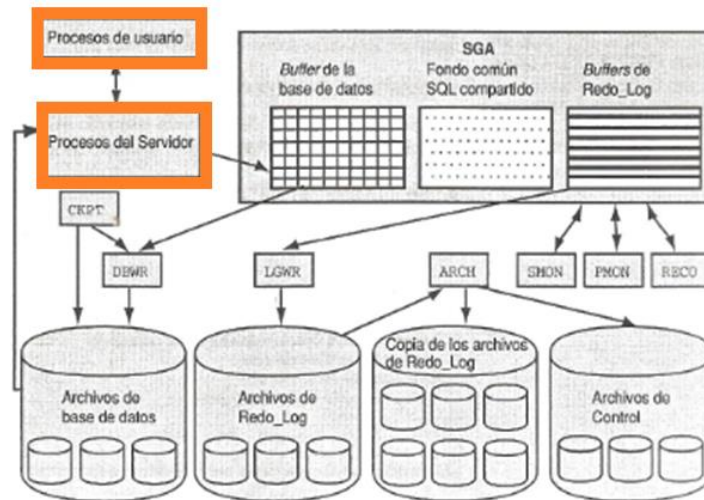 Procesos de usuario
SGA
Buffer de la
base de datos
Fondo común
SQL compartido
Buffers de
Redo_Log
Procesos del Servidor
CKPT
DBWR
LGWR
ARCH
SMON
PMON
RECO
Archivos de
base de datos
Archivos de
Redo_Log
Copia de los archivos
de Redo_Log
Archivos de
Control